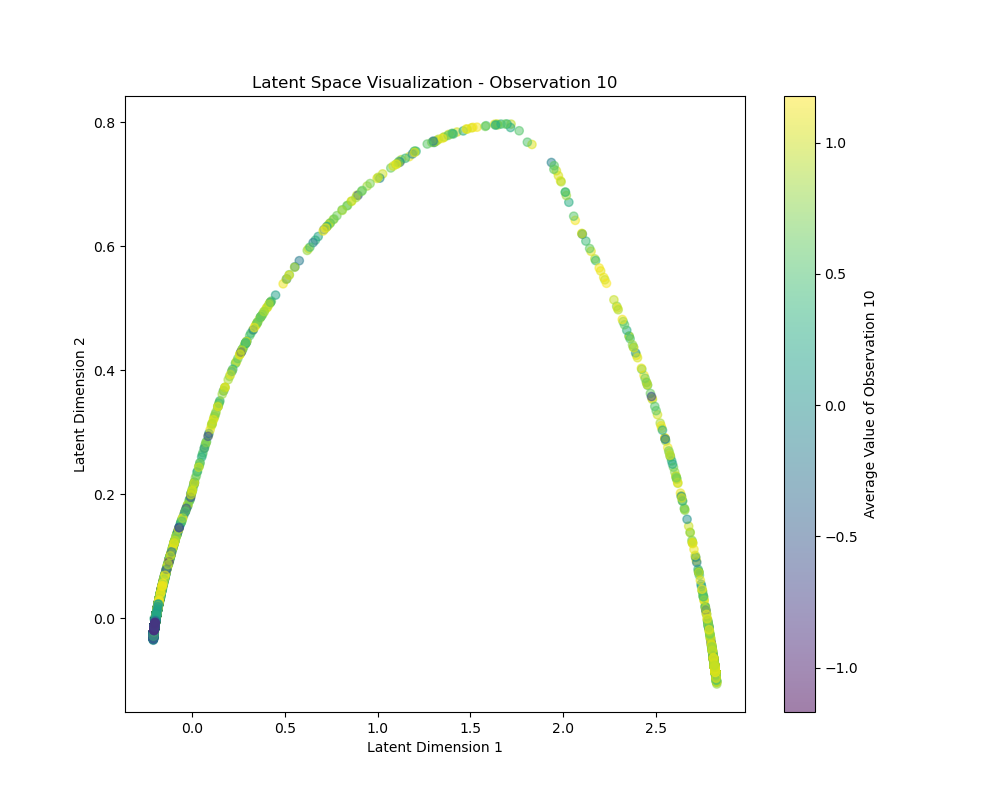 Latent Space Visualization - Observation 10
0.8
0.6
0.4
0.2
0.0
Latent Dimension 2
0.0 0.5 1.0 1.5 2.0 2.5
Latent Dimension 1
1.0
0.5
0.0
−0.5
−1.0
Average Value of Observation 10